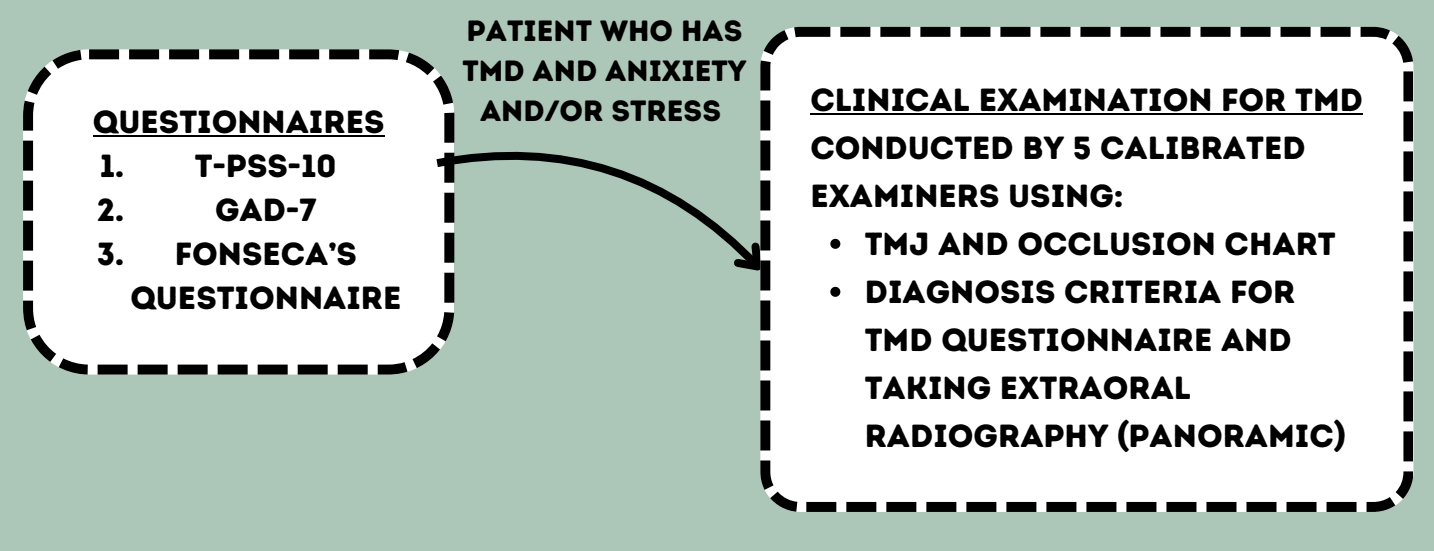 QUESTIONNAIRES
1. T-PSS-10
2. GAD-7
3. FONSECA'S
QUESTIONNAIRE
PATIENT WHO HAS
TMD AND ANIXIETY
AND/OR STRESS
CLINICAL EXAMINATION FOR TMD
CONDUCTED BY 5 CALIBRATED
EXAMINERS USING:
• TMJ AND OCCLUSION CHART
• DIAGNOSIS CRITERIA FOR
TMD QUESTIONNAIRE AND
TAKING EXTRAORAL
RADIOGRAPHY (PANORAMIC)